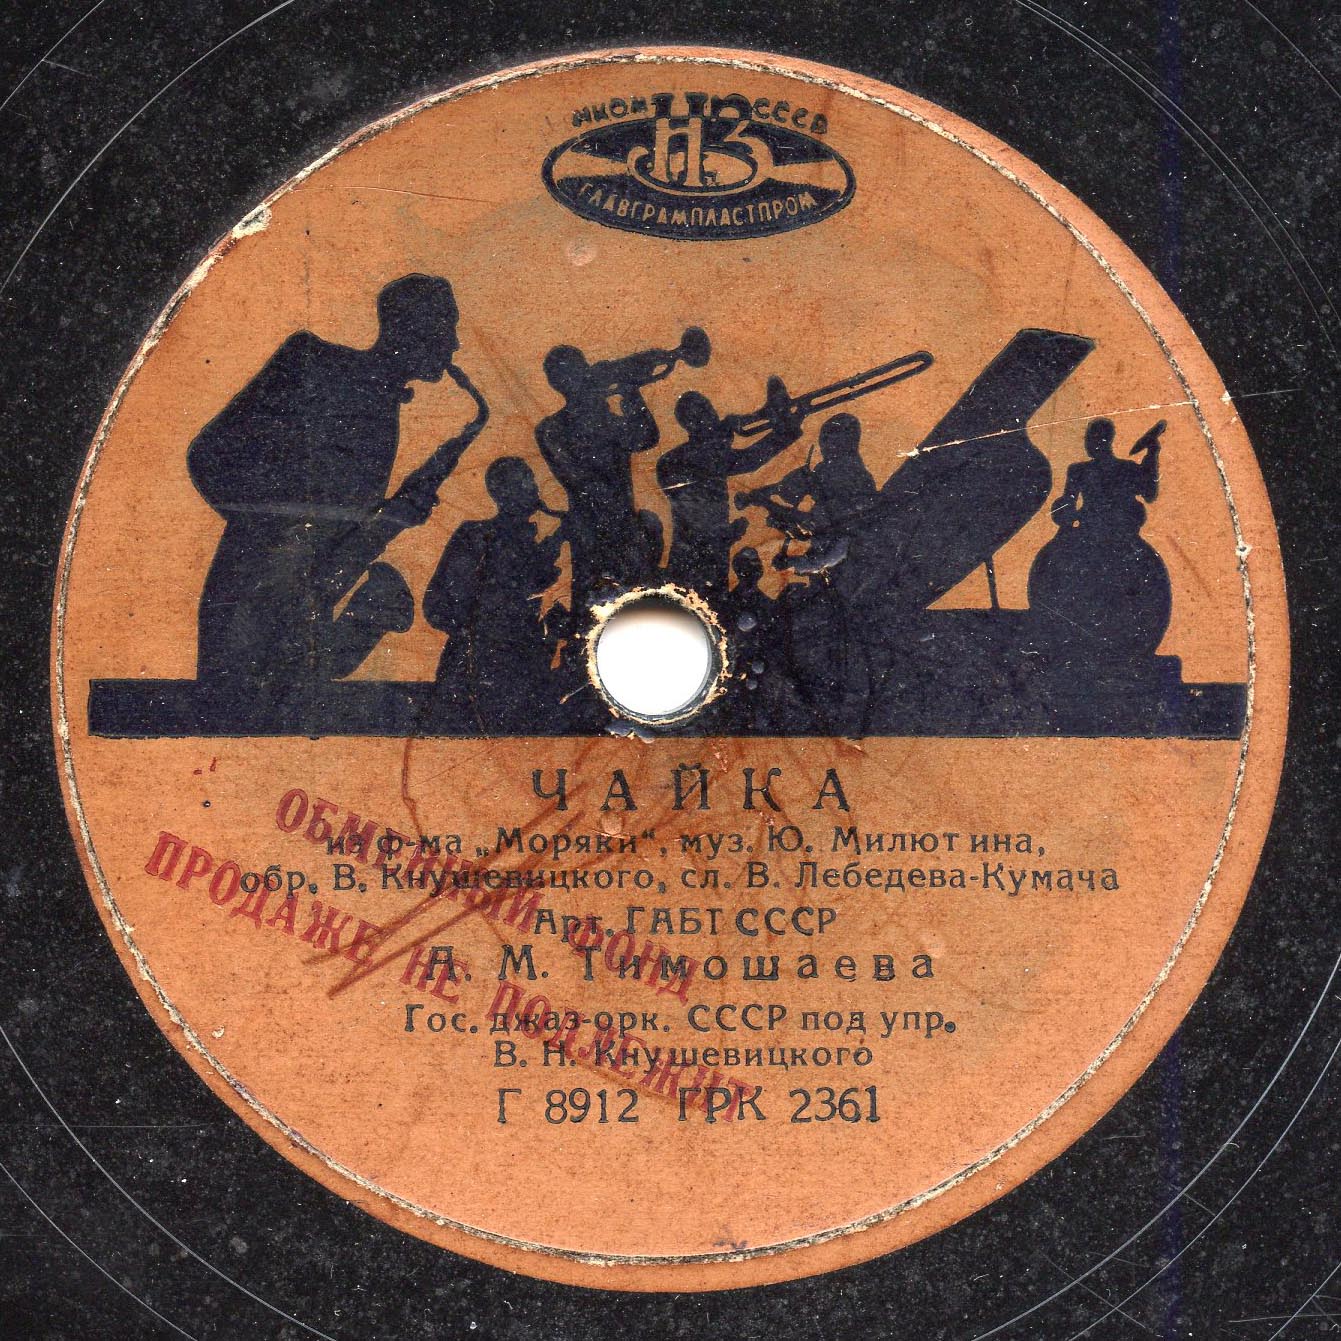 НКОМ СССР
НЗ
ГЛАВГРАМПЛАСТПРОМ
ЧАЙКА
из ф-ма „Моряки“, муз. Ю. Милютина,
обр. В. Кнушевицкого, сл. В. Лебедева-Кумача
Арт. ГАБТ СССР
А. М. Тимошаева
Гос. джаз-орк. СССР под упр.
В. Н. Кнушевицкого
Г 8912 ГРК 2361
ОБМЕННЫЙ ФОНД
ПРОДАЖЕ НЕ ПОДЛЕЖИТ